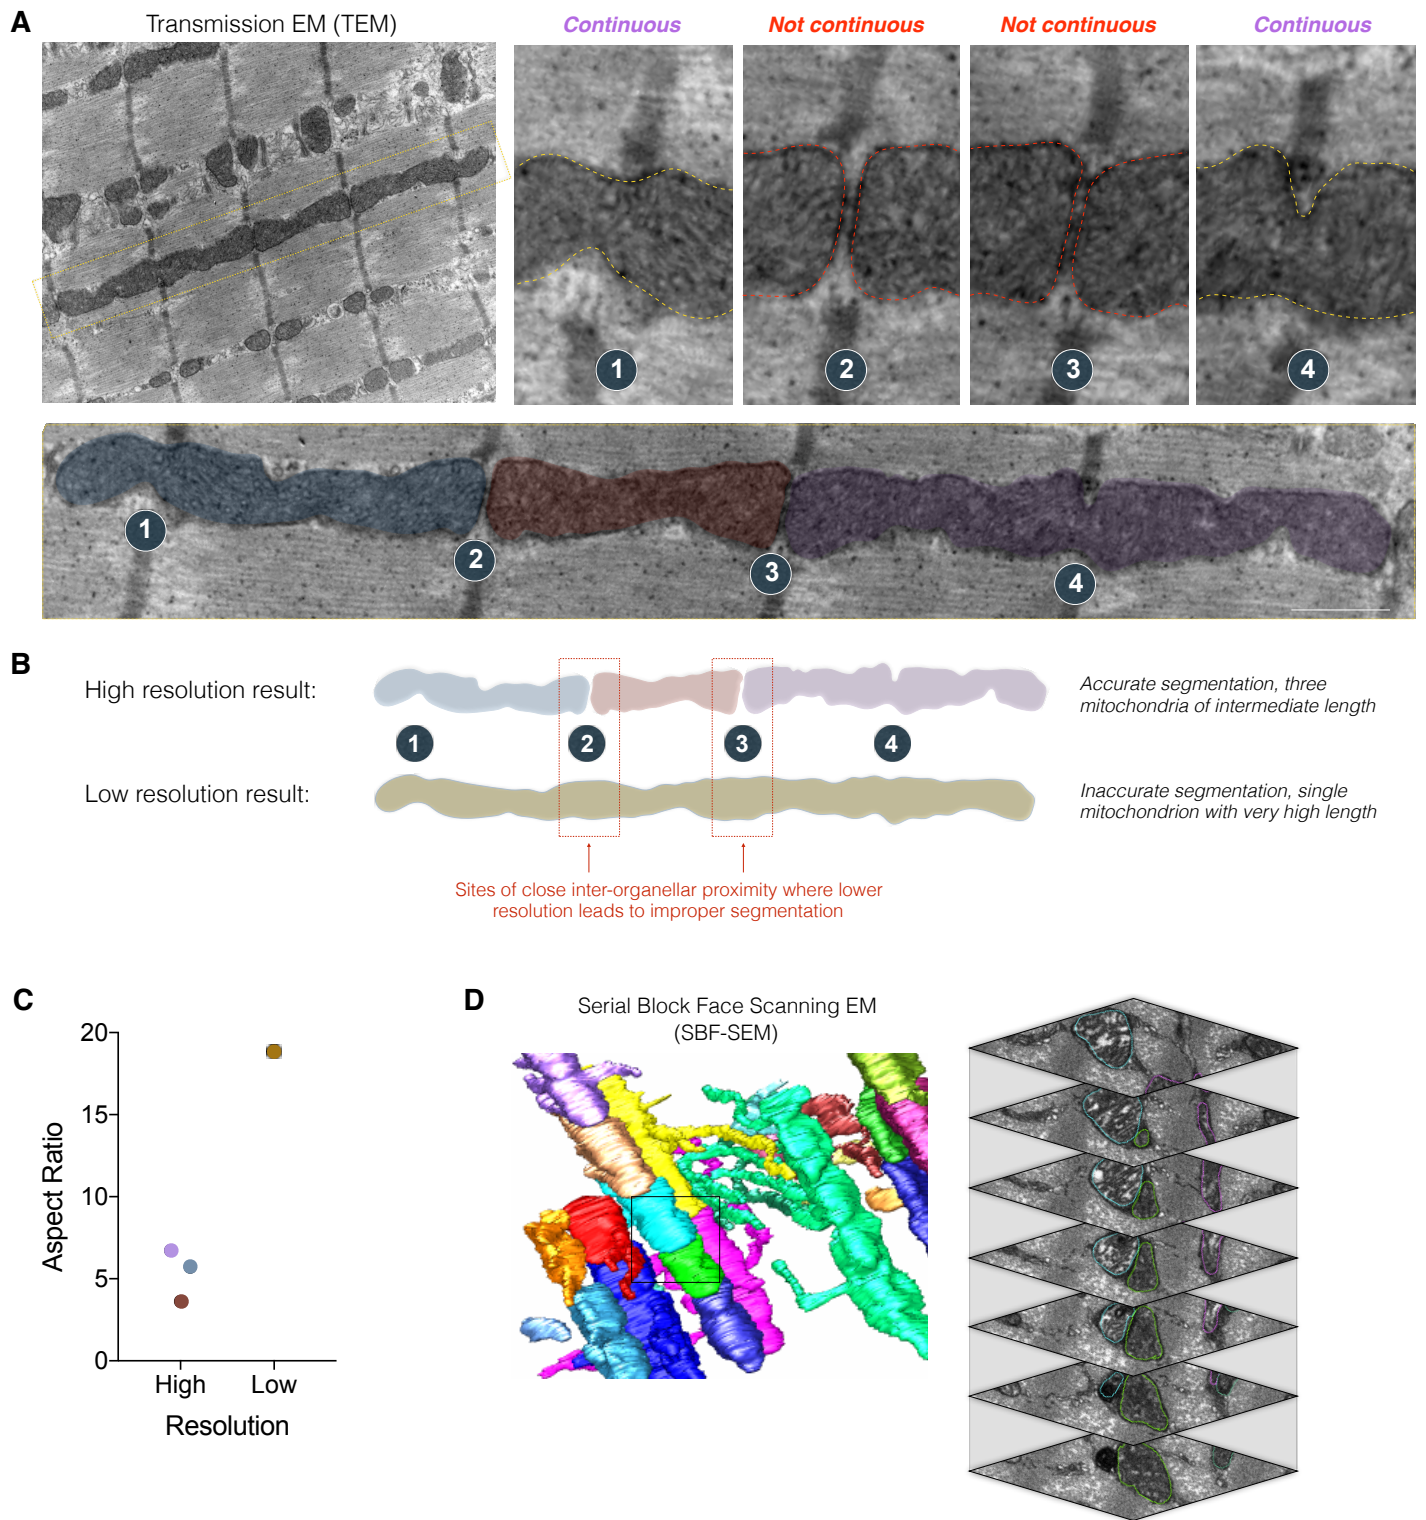 A
Transmission EM (TEM)
Continuous
Not continuous
Not continuous
Continuous
1
2
3
4
1
2
3
4
B
High resolution result:
Accurate segmentation, three
mitochondria of intermediate length
1
2
3
4
Low resolution result:
Inaccurate segmentation, single
mitochondrion with very high length
Sites of close inter-organellar proximity where lower
resolution leads to improper segmentation
C
20
15
10
5
0
Aspect Ratio
High
Low
Resolution
D
Serial Block Face Scanning EM
(SBF-SEM)